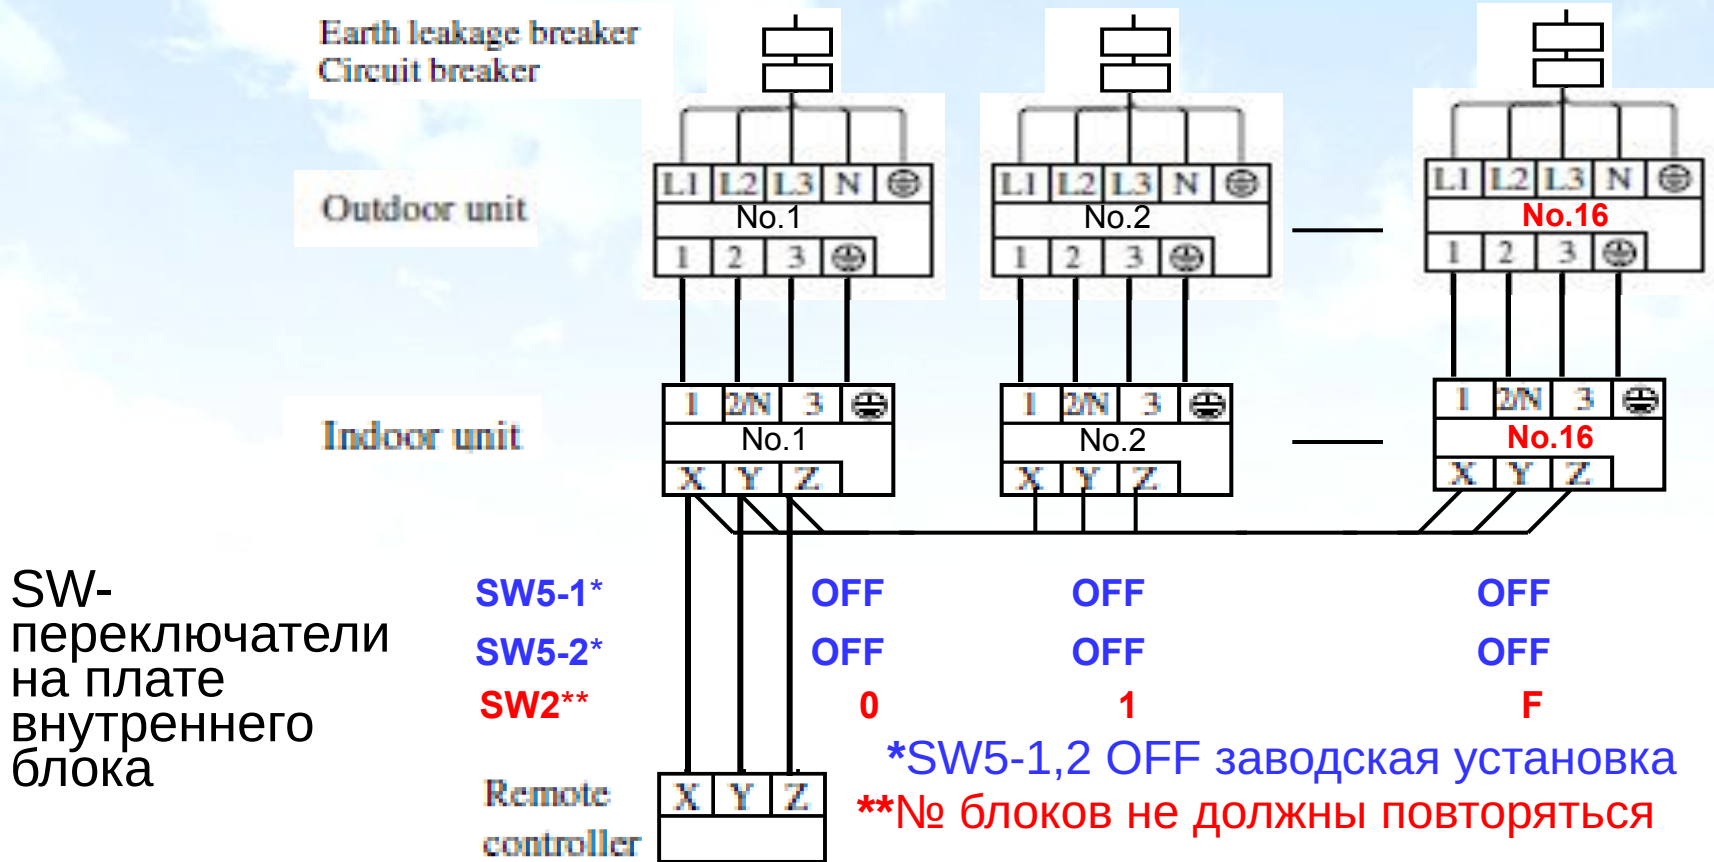 Earth leakage breaker
Circuit breaker
L1 L2 L3 N L1 L2 L3 N L1 L2 L3 N
Outdoor unit No.1 No.2 No.16
1 2 3 1 2 3 1 2 3
1 2/N 3 1 2/N 3 1 2/N 3
Indoor unit No.1 No.2 No.16
X Y Z X Y Z X Y Z
SW-
переключатели
на плате
внутреннего
блока
SW5-1* OFF OFF OFF
SW5-2* OFF OFF OFF
SW2** 0 1 F
*SW5-1,2 OFF заводская установка
**№ блоков не должны повторяться
Remote
controller
X Y Z